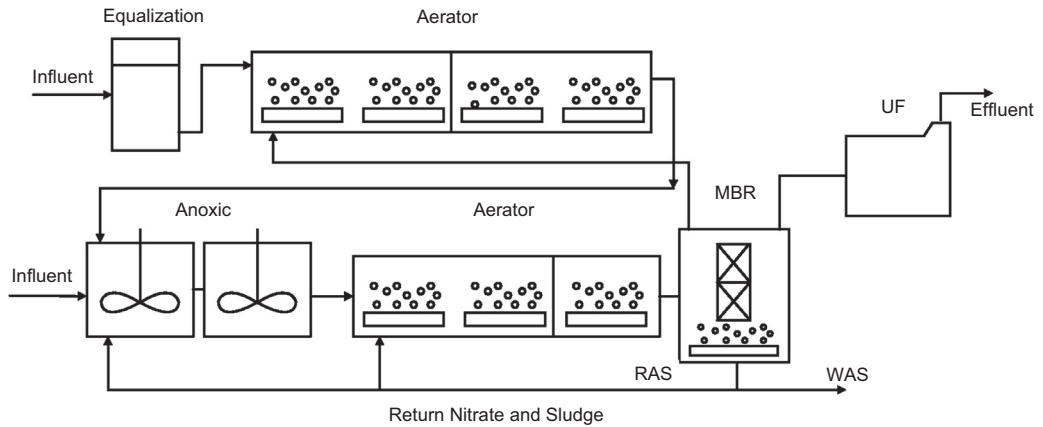 Equalization
Aerator
Influent
UF
Effluent
MBR
Anoxic
Aerator
Influent
RAS
WAS
Return Nitrate and Sludge